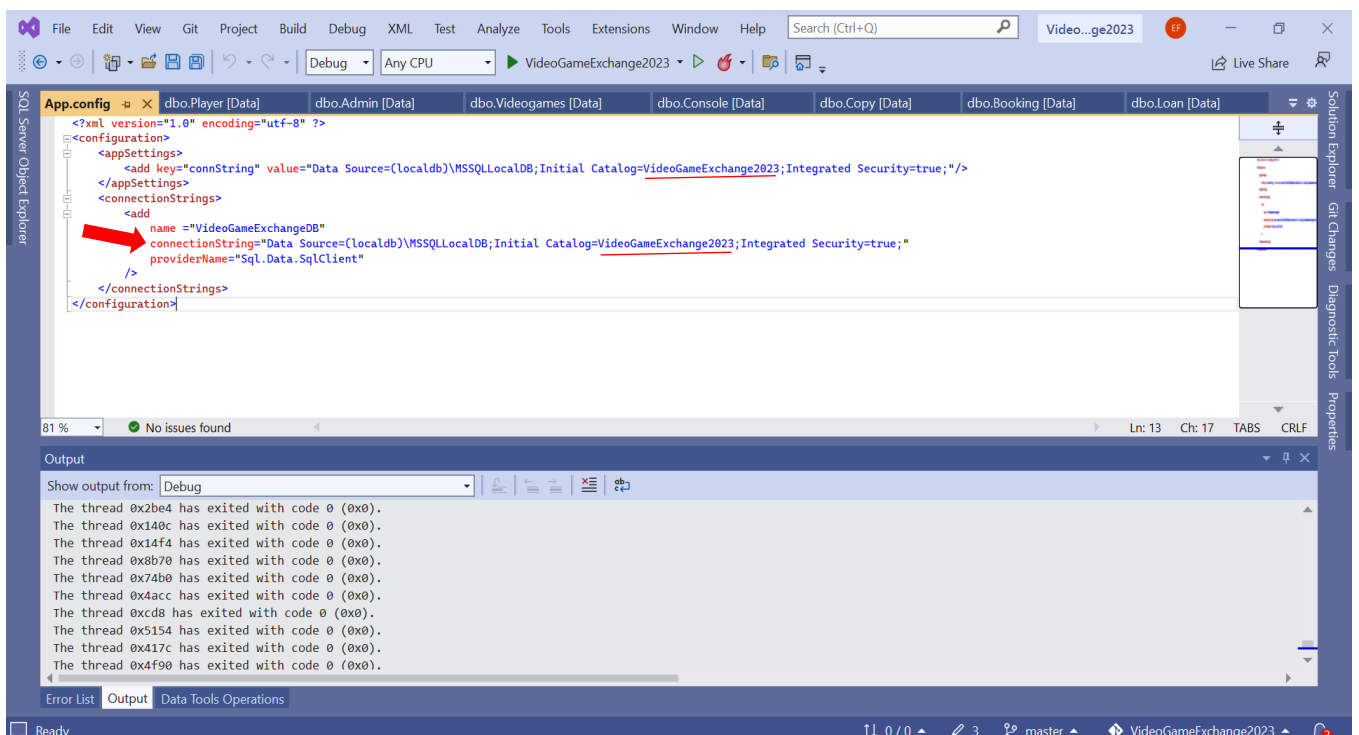 File Edit View Git Project Build Debug XML Test Analyze Tools Extensions Window Help Search (Ctrl+Q) Video...ge2023 EF
Debug Any CPU VideoGameExchange2023 Live Share
App.config dbo.Player [Data] dbo.Admin [Data] dbo.Videogames [Data] dbo.Console [Data] dbo.Copy [Data] dbo.Booking [Data] dbo.Loan [Data]
SQL Server Object Explorer
<?xml version="1.0" encoding="utf-8" ?>
<configuration>
<appSettings>
<add key="connString" value="Data Source=(localdb)\MSSQLLocalDB;Initial Catalog=VideoGameExchange2023;Integrated Security=true;"/>
</appSettings>
<connectionStrings>
<add
name ="VideoGameExchangeDB"
connectionString="Data Source=(localdb)\MSSQLLocalDB;Initial Catalog=VideoGameExchange2023;Integrated Security=true;"
providerName="Sql.Data.SqlClient"
/>
</connectionStrings>
</configuration>
Solution Explorer
Git Changes
Diagnostic Tools
Properties
81 % No issues found Ln: 13 Ch: 17 TABS CRLF
Output
Show output from: Debug
The thread 0x2be4 has exited with code 0 (0x0).
The thread 0x140c has exited with code 0 (0x0).
The thread 0x14f4 has exited with code 0 (0x0).
The thread 0x8b70 has exited with code 0 (0x0).
The thread 0x74b0 has exited with code 0 (0x0).
The thread 0x4acc has exited with code 0 (0x0).
The thread 0xcd8 has exited with code 0 (0x0).
The thread 0x5154 has exited with code 0 (0x0).
The thread 0x417c has exited with code 0 (0x0).
The thread 0x4f90 has exited with code 0 (0x0).
Error List Output Data Tools Operations
Ready 0 / 0 3 master VideoGameExchange2023 2